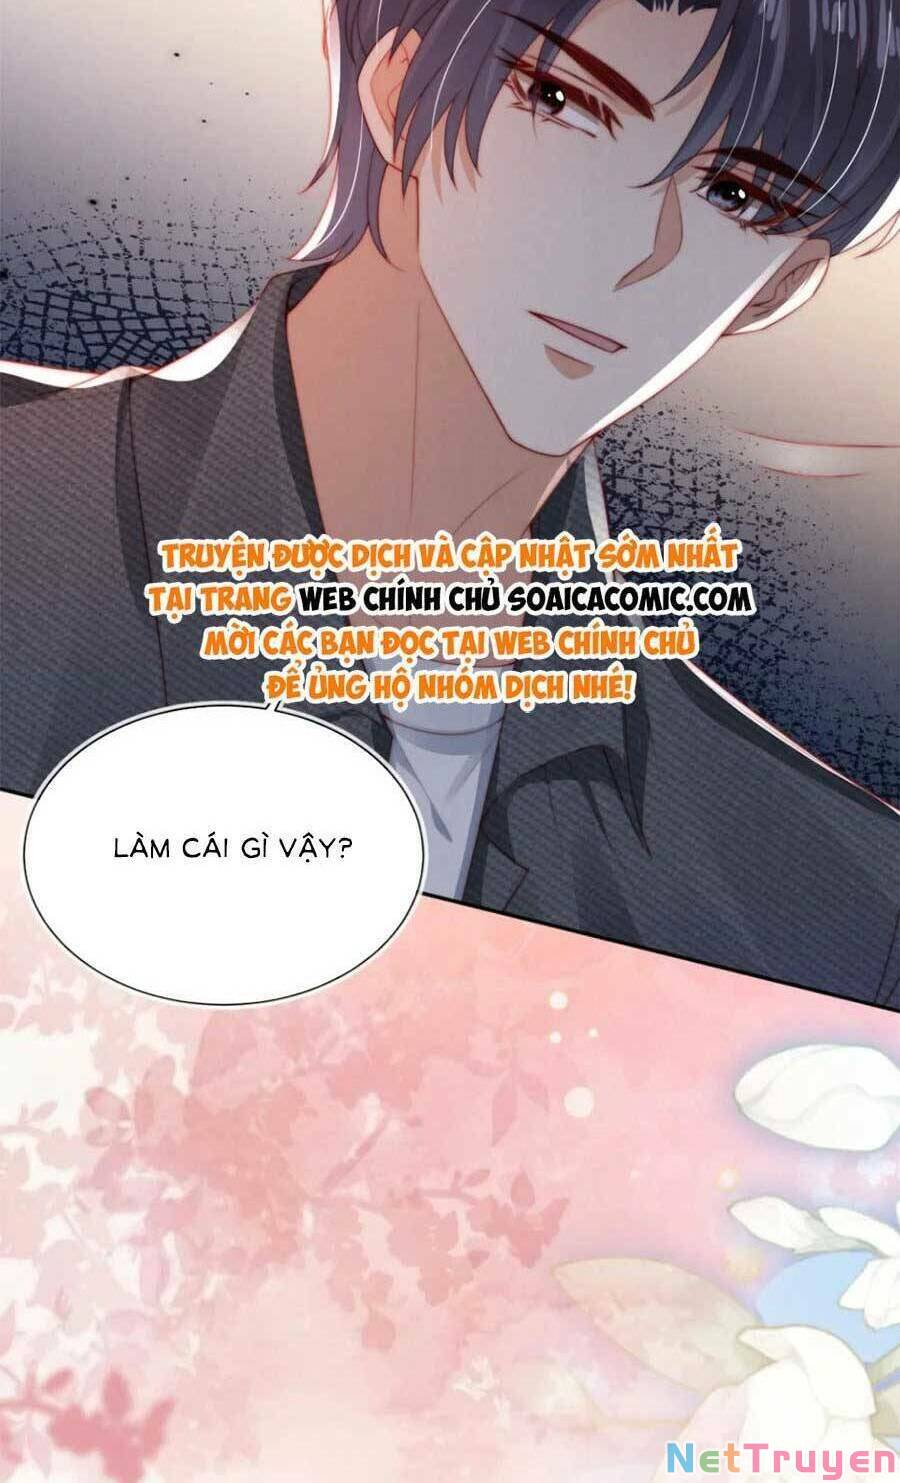 TRUYỆN ĐƯỢC DỊCH VÀ CẬP NHẬT SỚM NHẤT
TẠI TRANG WEB CHÍNH CHỦ SOAICACOMIC.COM
MỜI CÁC BẠN ĐỌC TẠI WEB CHÍNH CHỦ
ĐỂ ỦNG HỘ NHÓM DỊCH NHÉ!
LÀM CÁI GÌ VẬY?
NetTruyen